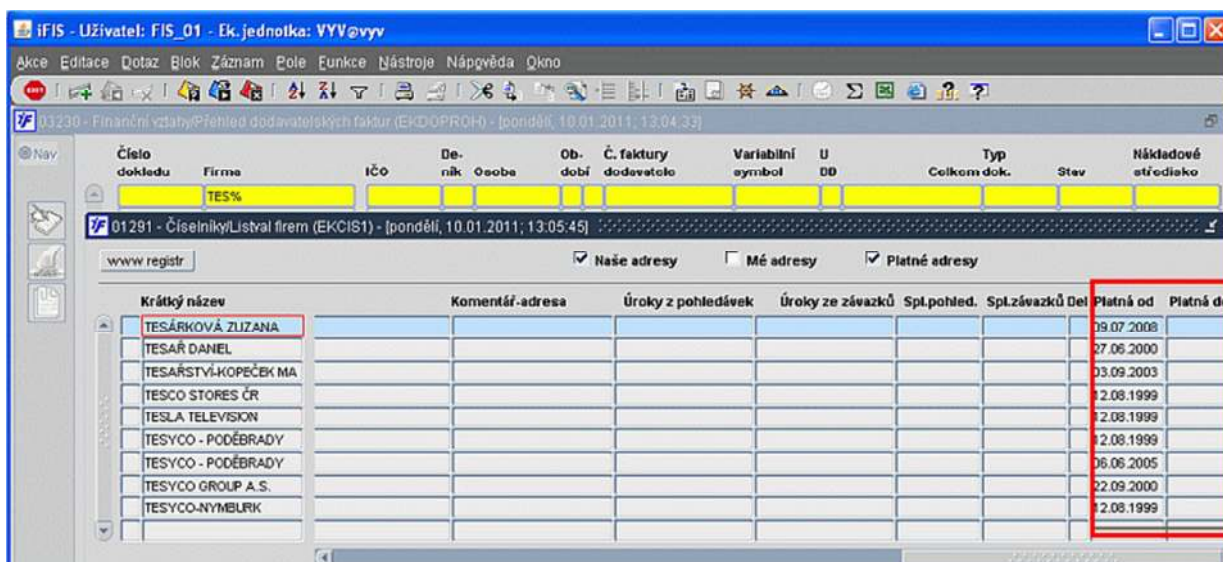 iFIS - Uživatel: FIS_01 - Ek. jednotka: VYV@vyv
Akce Editace Dotaz Blok Záznam Pole Funkce Nástroje Nápověda Okno
EXIT
03230 - Finanční vztahy/Přehled dodavatelských faktur (EKDOPROH) - [pondělí, 10.01.2011; 13:04:33]
Nav
Číslo De- Ob- Č. faktury Variabilní U Typ Nákladové
dokladu Firma IČO ník Osoba dobí dodavatele symbol DD Celkem dok. Stav středisko
TES%
01291 - Číselníky/Listval firem (EKCIS1) - [pondělí, 10.01.2011; 13:05:45]
www registr Naše adresy Mé adresy Platné adresy
Krátký název Komentář-adresa Úroky z pohledávek Úroky ze závazků Spl.pohled. Spl.závazků Del Platná od Platná d
TESÁRKOVÁ ZUZANA 09.07.2008
TESAŘ DANIEL 27.06.2000
TESAŘSTVÍ-KOPEČEK MA 03.09.2003
TESCO STORES ČR 12.08.1999
TESLA TELEVISION 12.08.1999
TESYCO - PODĚBRADY 12.08.1999
TESYCO - PODĚBRADY 06.06.2005
TESYCO GROUP A.S. 22.09.2000
TESYCO-NYMBURK 12.08.1999